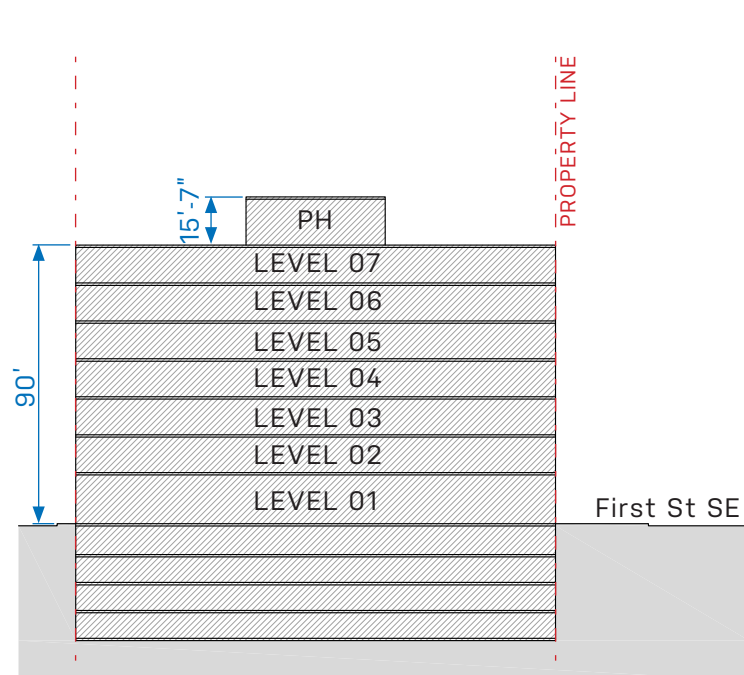 PROPERTY LINE
15'-7"
PH
LEVEL 07
LEVEL 06
LEVEL 05
LEVEL 04
90'
LEVEL 03
LEVEL 02
LEVEL 01
First St SE